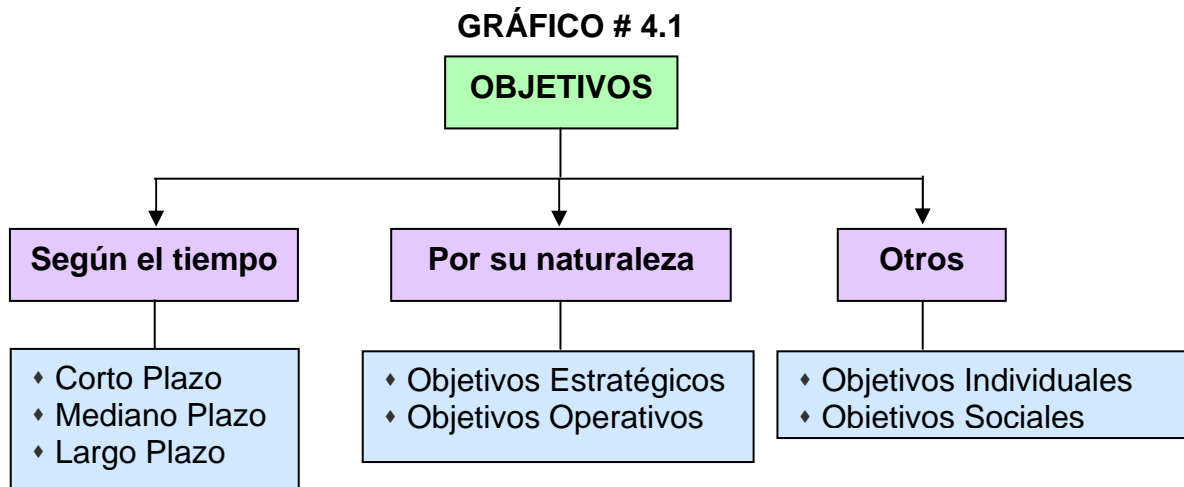 GRÁFICO # 4.1
OBJETIVOS
Según el tiempo
Por su naturaleza
Otros
♦ Corto Plazo
♦ Mediano Plazo
♦ Largo Plazo
♦ Objetivos Estratégicos
♦ Objetivos Operativos
♦ Objetivos Individuales
♦ Objetivos Sociales